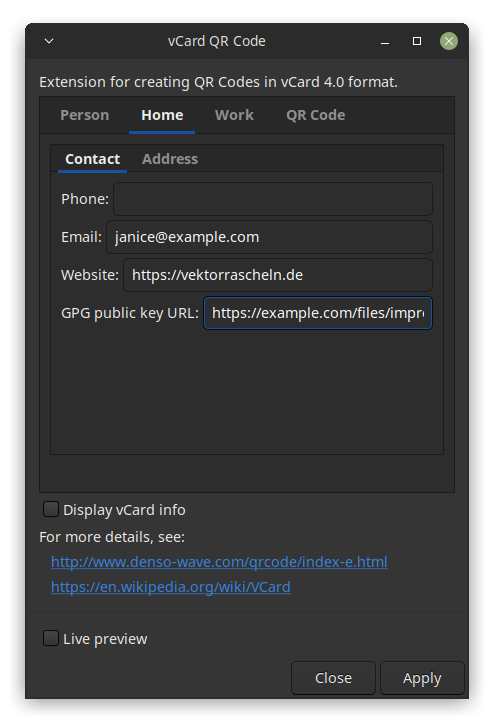 vCard QR Code
Extension for creating QR Codes in vCard 4.0 format.
Person Home Work QR Code
Contact Address
Phone:
Email: janice@example.com
Website: https://vektorrascheln.de
GPG public key URL: https://example.com/files/impr
Display vCard info
For more details, see:
http://www.denso-wave.com/qrcode/index-e.html
https://en.wikipedia.org/wiki/VCard
Live preview
Close Apply